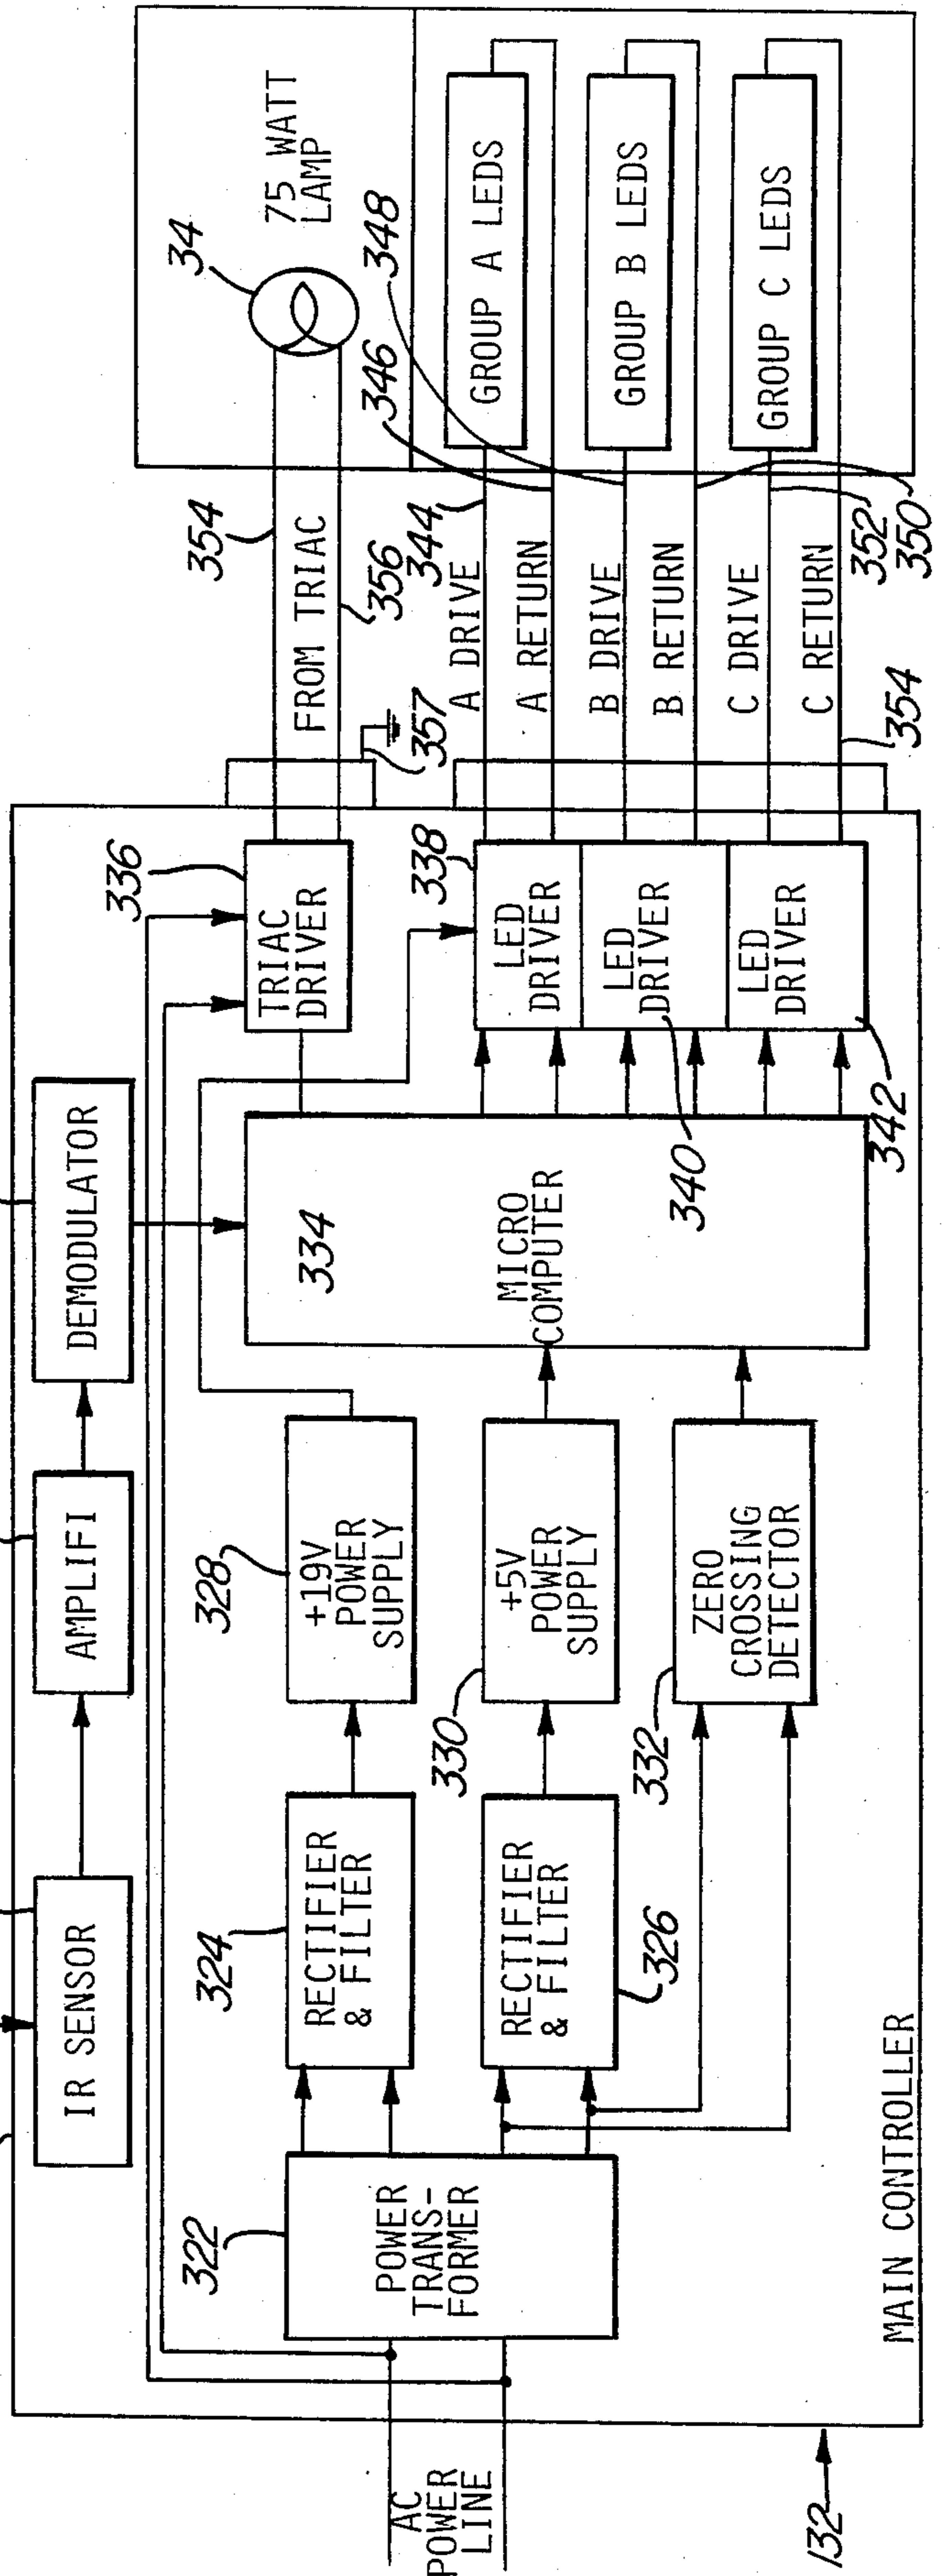 IR SENSOR
AMPLIFI
DEMODULATOR
336
34
75 WATT
LAMP
354
FROM TRIAC
356
357
TRIAC
DRIVER
322
324
328
334
POWER
TRANS-
FORMER
RECTIFIER
& FILTER
+19V
POWER
SUPPLY
RECTIFIER
& FILTER
326
330
+5V
POWER
SUPPLY
332
ZERO
CROSSING
DETECTOR
MICRO
COMPUTER
338
LED
DRIVER
LED
DRIVER
340
LED
DRIVER
342
344
346
348
A DRIVE
A RETURN
B DRIVE
B RETURN
C DRIVE
C RETURN
352
350
354
GROUP A LEDS
GROUP B LEDS
GROUP C LEDS
AC
POWER
LINE
MAIN CONTROLLER
132